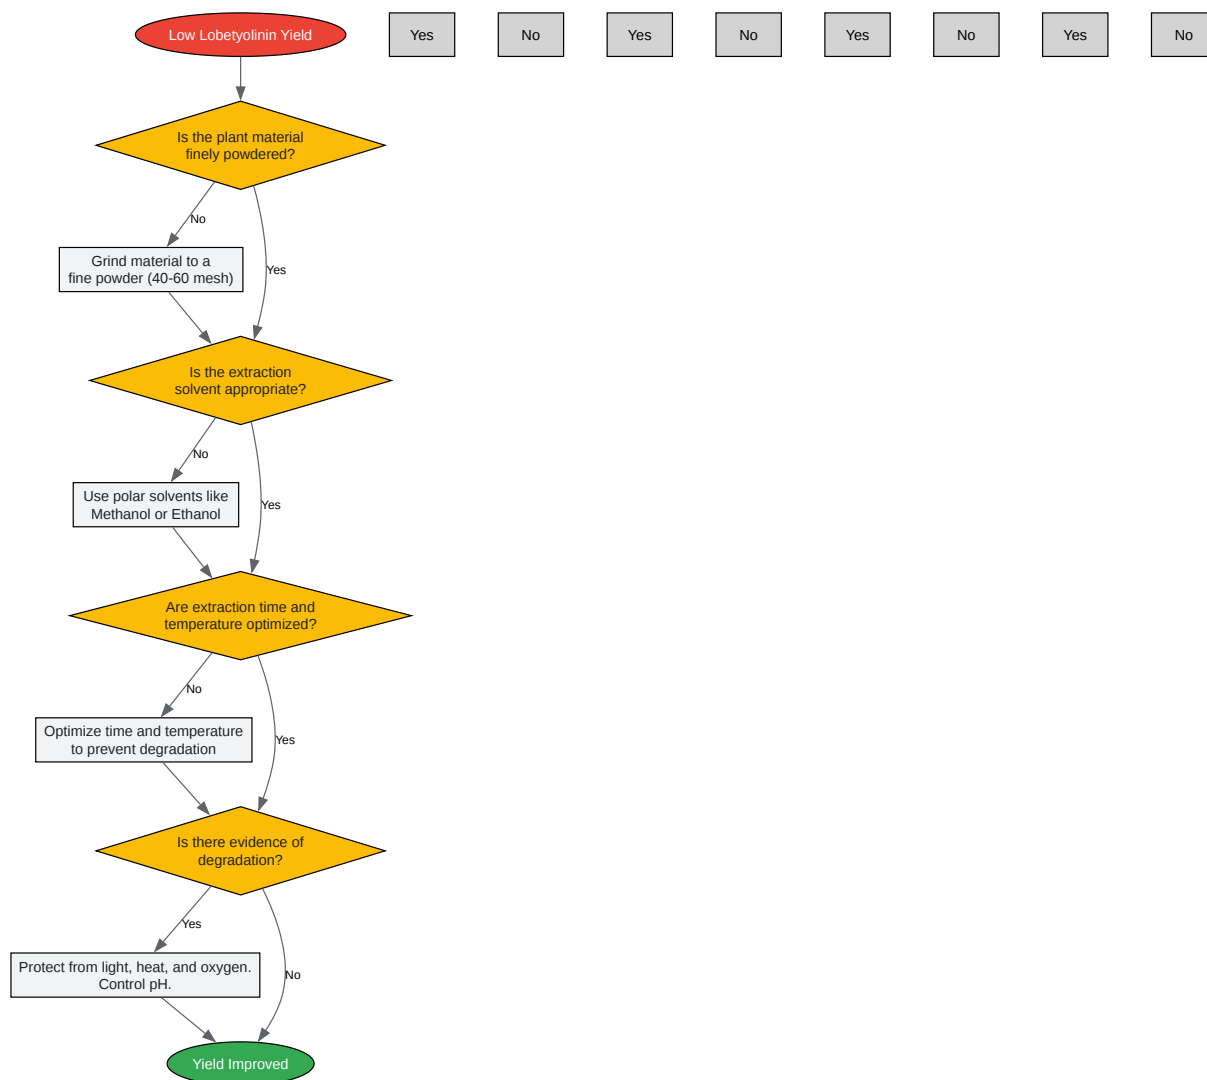 Low Lobetyolinin Yield
Yes
No
Yes
No
Yes
No
Yes
No
Is the plant material
finely powdered?
No
Grind material to a
fine powder (40-60 mesh)
Yes
Is the extraction
solvent appropriate?
No
Use polar solvents like
Methanol or Ethanol
Yes
Are extraction time and
temperature optimized?
No
Optimize time and temperature
to prevent degradation
Yes
Is there evidence of
degradation?
Yes
Protect from light, heat, and oxygen.
Control pH.
No
Yield Improved